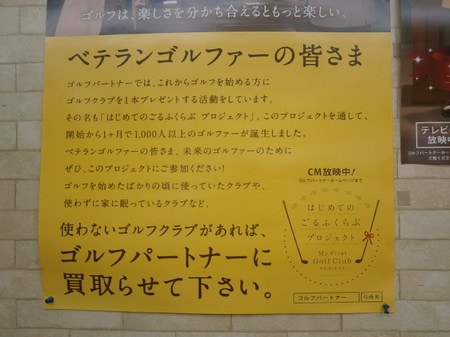 ゴルフは、楽しさを分かち合えるともっと楽しい。
ベテランゴルファーの皆さま
ゴルフパートナーでは、これからゴルフを始める方に
ゴルフクラブを1本プレゼントする活動をしています。
その名も「はじめてのごるふくらぶ プロジェクト」。このプロジェクトを通して、
開始から1ヶ月で1,000人以上のゴルファーが誕生しました。
ベテランゴルファーの皆さま、未来のゴルファーのために
ぜひ、このプロジェクトにご参加ください!
ゴルフを始めたばかりの頃に使っていたクラブや、
使わずに家に眠っているクラブなど、
使わないゴルフクラブがあれば、
ゴルフパートナーに
買取らせて下さい。
CM放映中!
はじめての
ごるふくらぶ
プロジェクト
My First
Golf Club
ゴルフパートナー
検索
テレビ
放映中